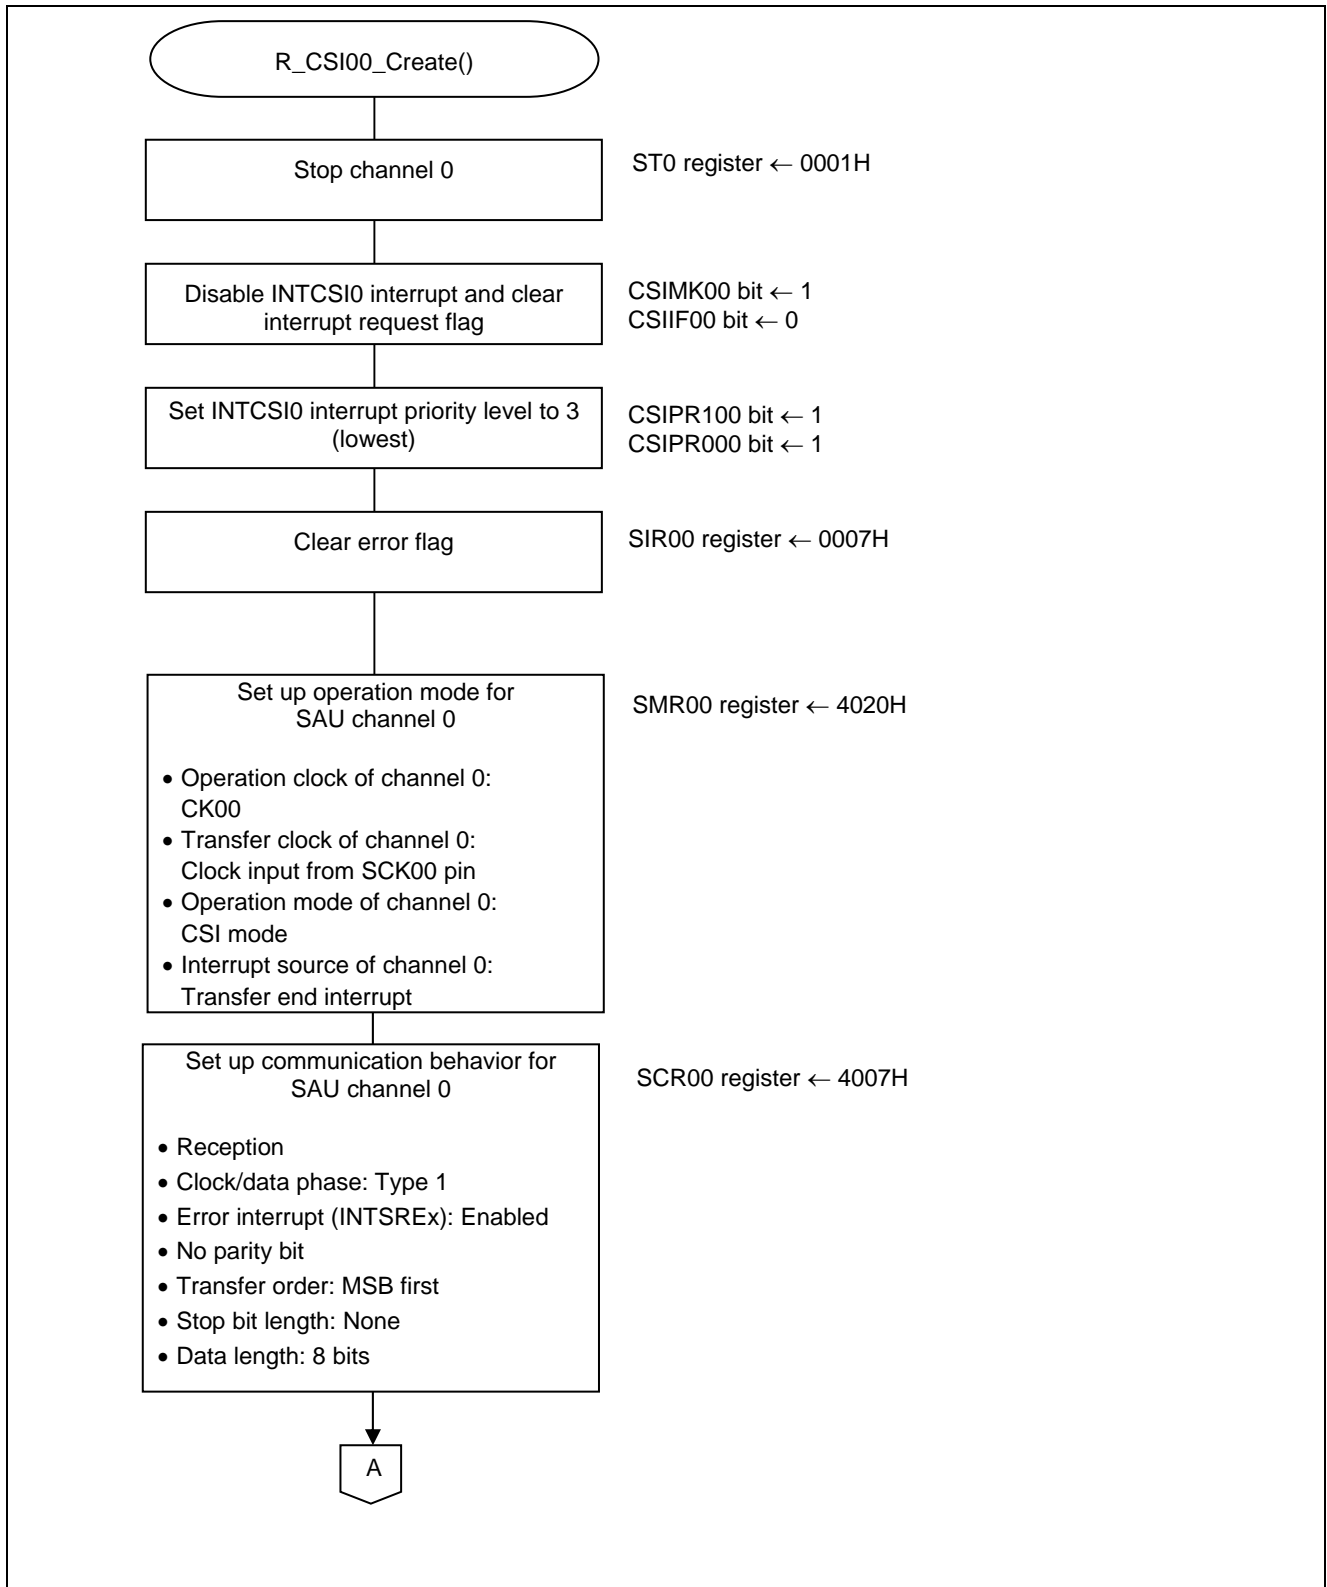 R_CSI00_Create()
Stop channel 0
ST0 register ← 0001H
Disable INTCSI0 interrupt and clear
interrupt request flag
CSIMK00 bit ← 1
CSIIF00 bit ← 0
Set INTCSI0 interrupt priority level to 3
(lowest)
CSIPR100 bit ← 1
CSIPR000 bit ← 1
Clear error flag
SIR00 register ← 0007H
Set up operation mode for
SAU channel 0
SMR00 register ← 4020H
• Operation clock of channel 0:
CK00
• Transfer clock of channel 0:
Clock input from SCK00 pin
• Operation mode of channel 0:
CSI mode
• Interrupt source of channel 0:
Transfer end interrupt
Set up communication behavior for
SAU channel 0
SCR00 register ← 4007H
• Reception
• Clock/data phase: Type 1
• Error interrupt (INTSREx): Enabled
• No parity bit
• Transfer order: MSB first
• Stop bit length: None
• Data length: 8 bits
A